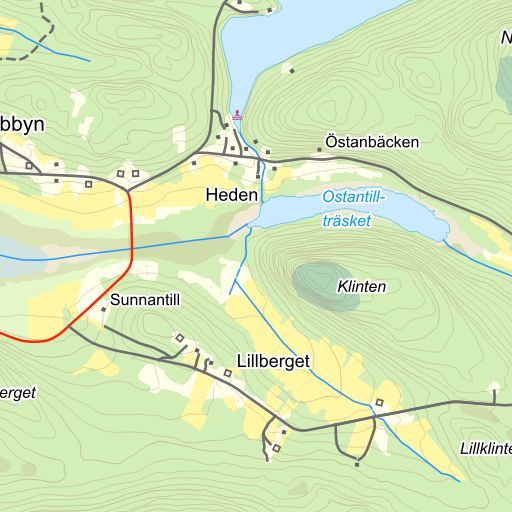 N
bbyn
Östanbäcken
Heden
Ostantill-
träsket
Klinten
Sunnantill
Lillberget
erget
Lillklinte